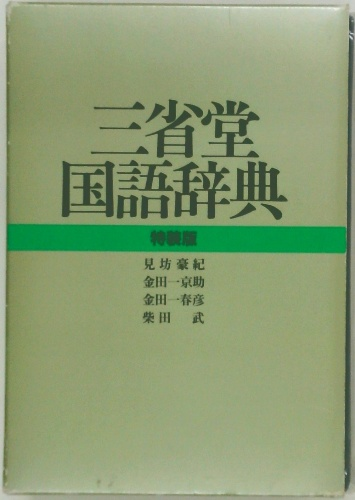 三省堂
国語辞典
特装版
見坊豪紀
金田一京助
金田一春彦
柴田 武